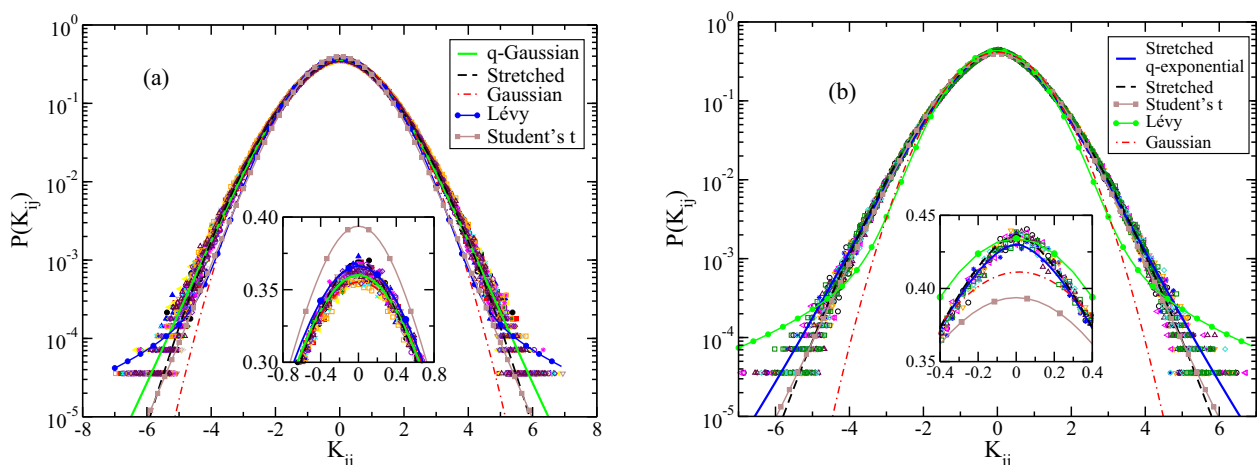 (a)
q-Gaussian
Stretched
Gaussian
Lévy
Student's t
P(K_ij)
10^0
10^-1
10^-2
10^-3
10^-4
10^-5
-8 -6 -4 -2 0 2 4 6 8
K_ij
0.40
0.35
0.30
-0.8 -0.4 0 0.4 0.8
(b)
Stretched
q-exponential
Stretched
Student's t
Lévy
Gaussian
P(K_ij)
10^0
10^-1
10^-2
10^-3
10^-4
10^-5
-6 -4 -2 0 2 4 6
K_ij
0.45
0.40
0.35
-0.4 -0.2 0 0.2 0.4